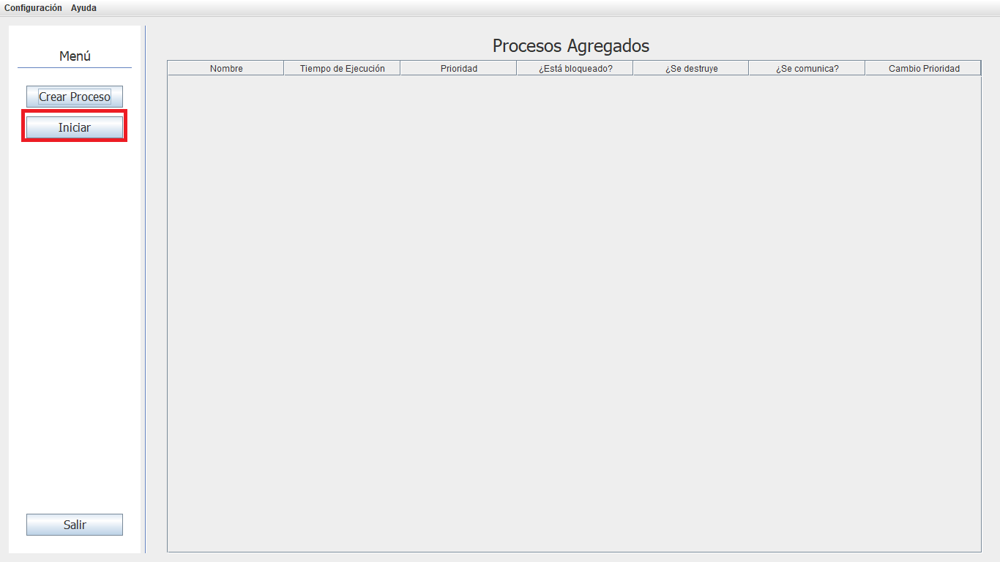 Configuración Ayuda
Menú
Crear Proceso
Iniciar
Salir
Procesos Agregados
Nombre Tiempo de Ejecución Prioridad ¿Está bloqueado? ¿Se destruye ¿Se comunica? Cambio Prioridad